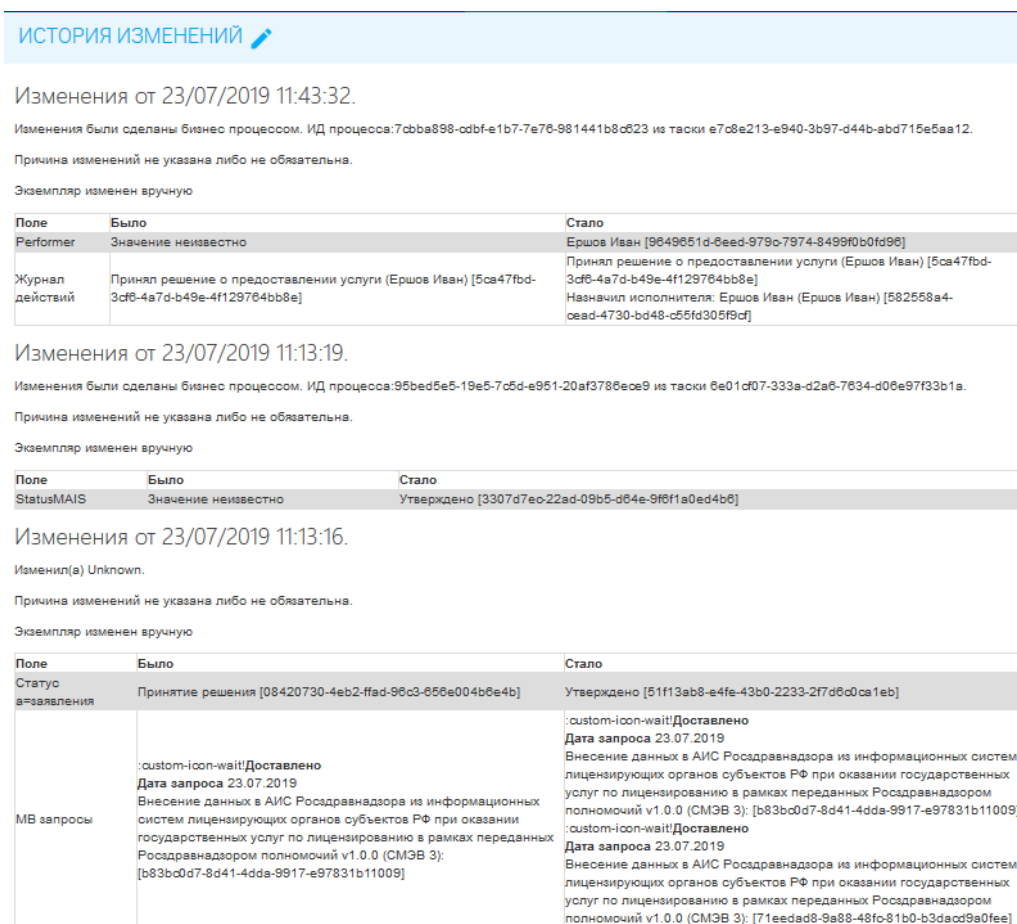 ИСТОРИЯ ИЗМЕНЕНИЙ
Изменения от 23/07/2019 11:43:32.
Изменения были сделаны бизнес процессом. ИД процесса:7cbba898-cdbf-e1b7-7e76-981441b8c623 из таски e7c8e213-e940-3b97-d44b-abd715e5aa12.
Причина изменений не указана либо не обязательна.
Экземпляр изменен вручную
Поле Было Стало
Performer Значение неизвестно Ершов Иван [9649651d-6eed-979c-7974-8499f0b0fd96]
Журнал действий
Принял решение о предоставлении услуги (Ершов Иван) [5ca47fbd-
3cf6-4a7d-b49e-4f129764bb8e]
Принял решение о предоставлении услуги (Ершов Иван) [5ca47fbd-
3cf6-4a7d-b49e-4f129764bb8e]
Назначил исполнителя: Ершов Иван (Ершов Иван) [582558a4-
cead-4730-bd48-c55fd305f9cf]
Изменения от 23/07/2019 11:13:19.
Изменения были сделаны бизнес процессом. ИД процесса:95bed5e5-19e5-7c5d-e951-20af3786ece9 из таски 6e01cf07-333a-d2a6-7634-d06e97f33b1a.
Причина изменений не указана либо не обязательна.
Экземпляр изменен вручную
Поле Было Стало
StatusMAIS Значение неизвестно Утверждено [3307d7ec-22ad-09b5-d64e-9f6f1a0ed4b6]
Изменения от 23/07/2019 11:13:16.
Изменил(а) Unknown.
Причина изменений не указана либо не обязательна.
Экземпляр изменен вручную
Поле Было Стало
Статус
а=заявления
Принятие решения [08420730-4eb2-ffad-96c3-656e004b6e4b] Утверждено [51f13ab8-e4fe-43b0-2233-2f7d6c0ca1eb]
МВ запросы
:custom-icon-wait!Доставлено
Дата запроса 23.07.2019
Внесение данных в АИС Росздравнадзора из информационных
систем лицензирующих органов субъектов РФ при оказании
государственных услуг по лицензированию в рамках переданных
Росздравнадзором полномочий v1.0.0 (СМЭВ 3):
[b83bc0d7-8d41-4dda-9917-e97831b11009]
:custom-icon-wait!Доставлено
Дата запроса 23.07.2019
Внесение данных в АИС Росздравнадзора из информационных систем
лицензирующих органов субъектов РФ при оказании государственных
услуг по лицензированию в рамках переданных Росздравнадзором
полномочий v1.0.0 (СМЭВ 3): [b83bc0d7-8d41-4dda-9917-e97831b11009]
:custom-icon-wait!Доставлено
Дата запроса 23.07.2019
Внесение данных в АИС Росздравнадзора из информационных систем
лицензирующих органов субъектов РФ при оказании государственных
услуг по лицензированию в рамках переданных Росздравнадзором
полномочий v1.0.0 (СМЭВ 3): [71eedad8-9a88-48fc-81b0-b3dacd9a0fee]